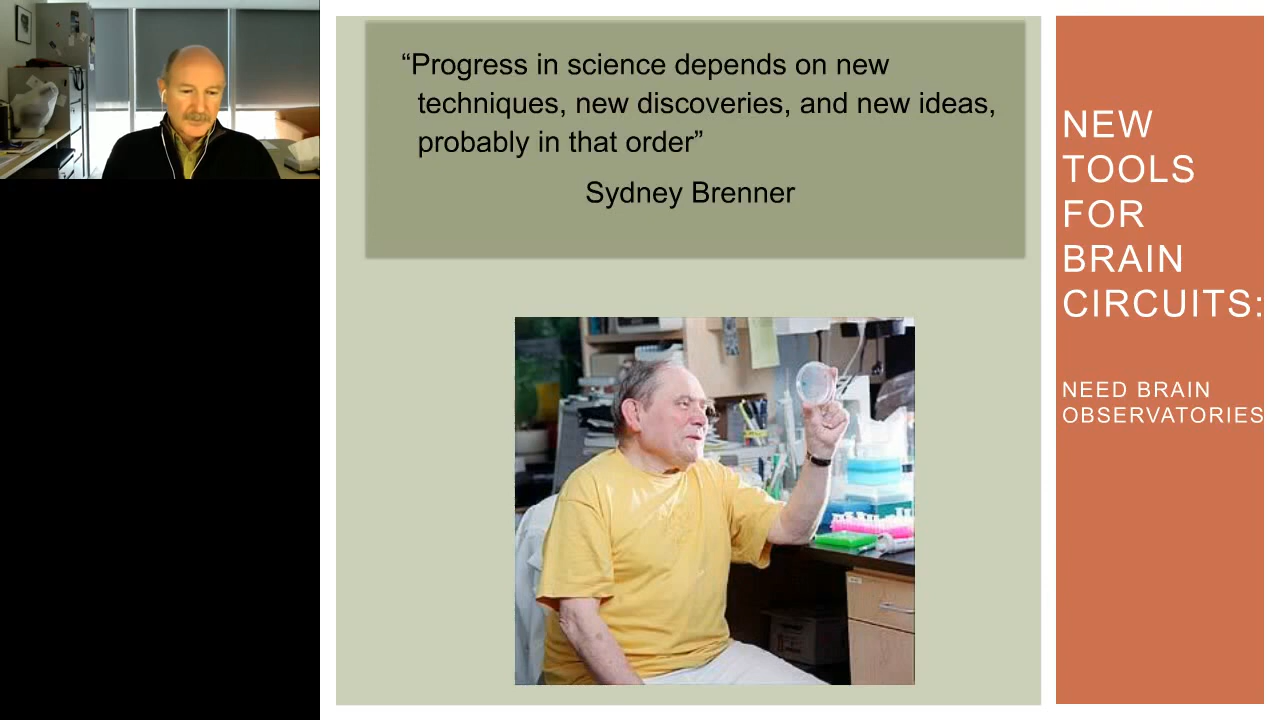 “Progress in science depends on new
techniques, new discoveries, and new ideas,
probably in that order”
Sydney Brenner
NEW
TOOLS
FOR
BRAIN
CIRCUITS:
NEED BRAIN
OBSERVATORIES